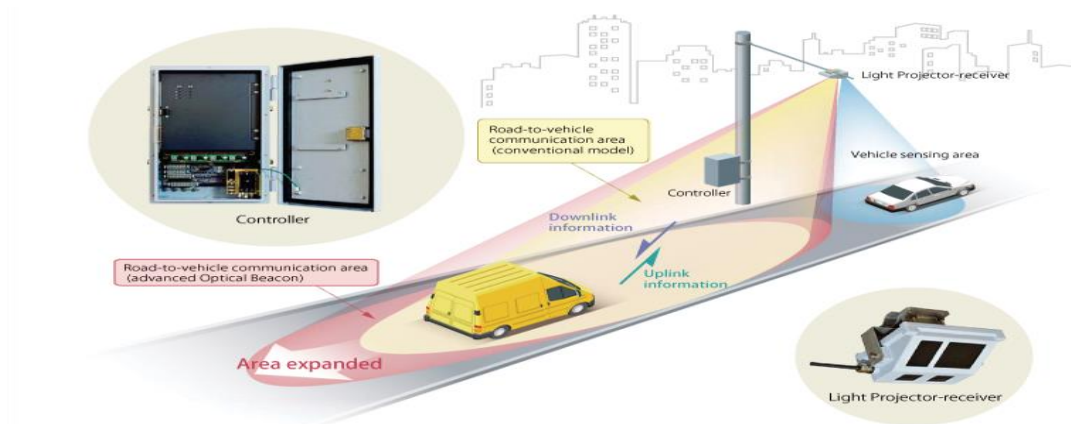 Light Projector-receiver
Road-to-vehicle
communication area
(conventional model)
Vehicle sensing area
Controller
Controller
Downlink
information
Uplink
information
Road-to-vehicle communication area
(advanced Optical Beacon)
Area expanded
Light Projector-receiver